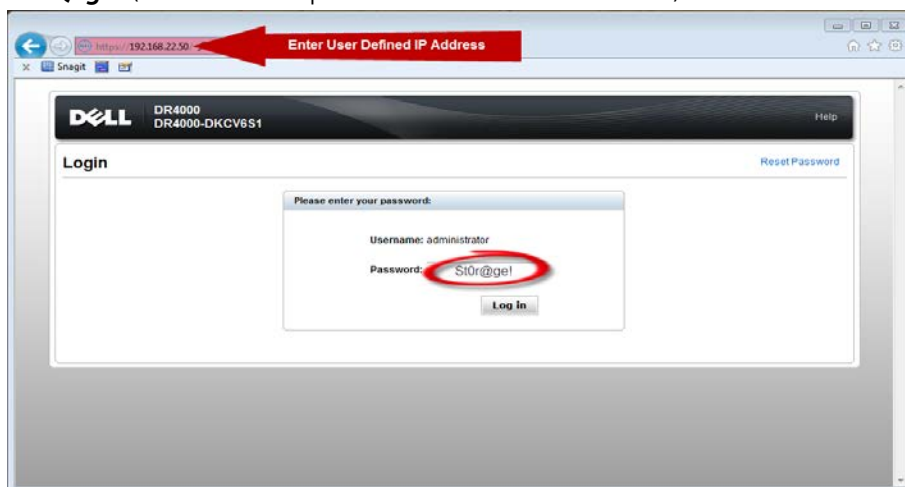 https://192.168.22.50/
Enter User Defined IP Address
Snagit
DELL
DR4000
DR4000-DKCV6S1
Help
Login
Reset Password
Please enter your password:
Username: administrator
Password: St0r@ge!
Log in